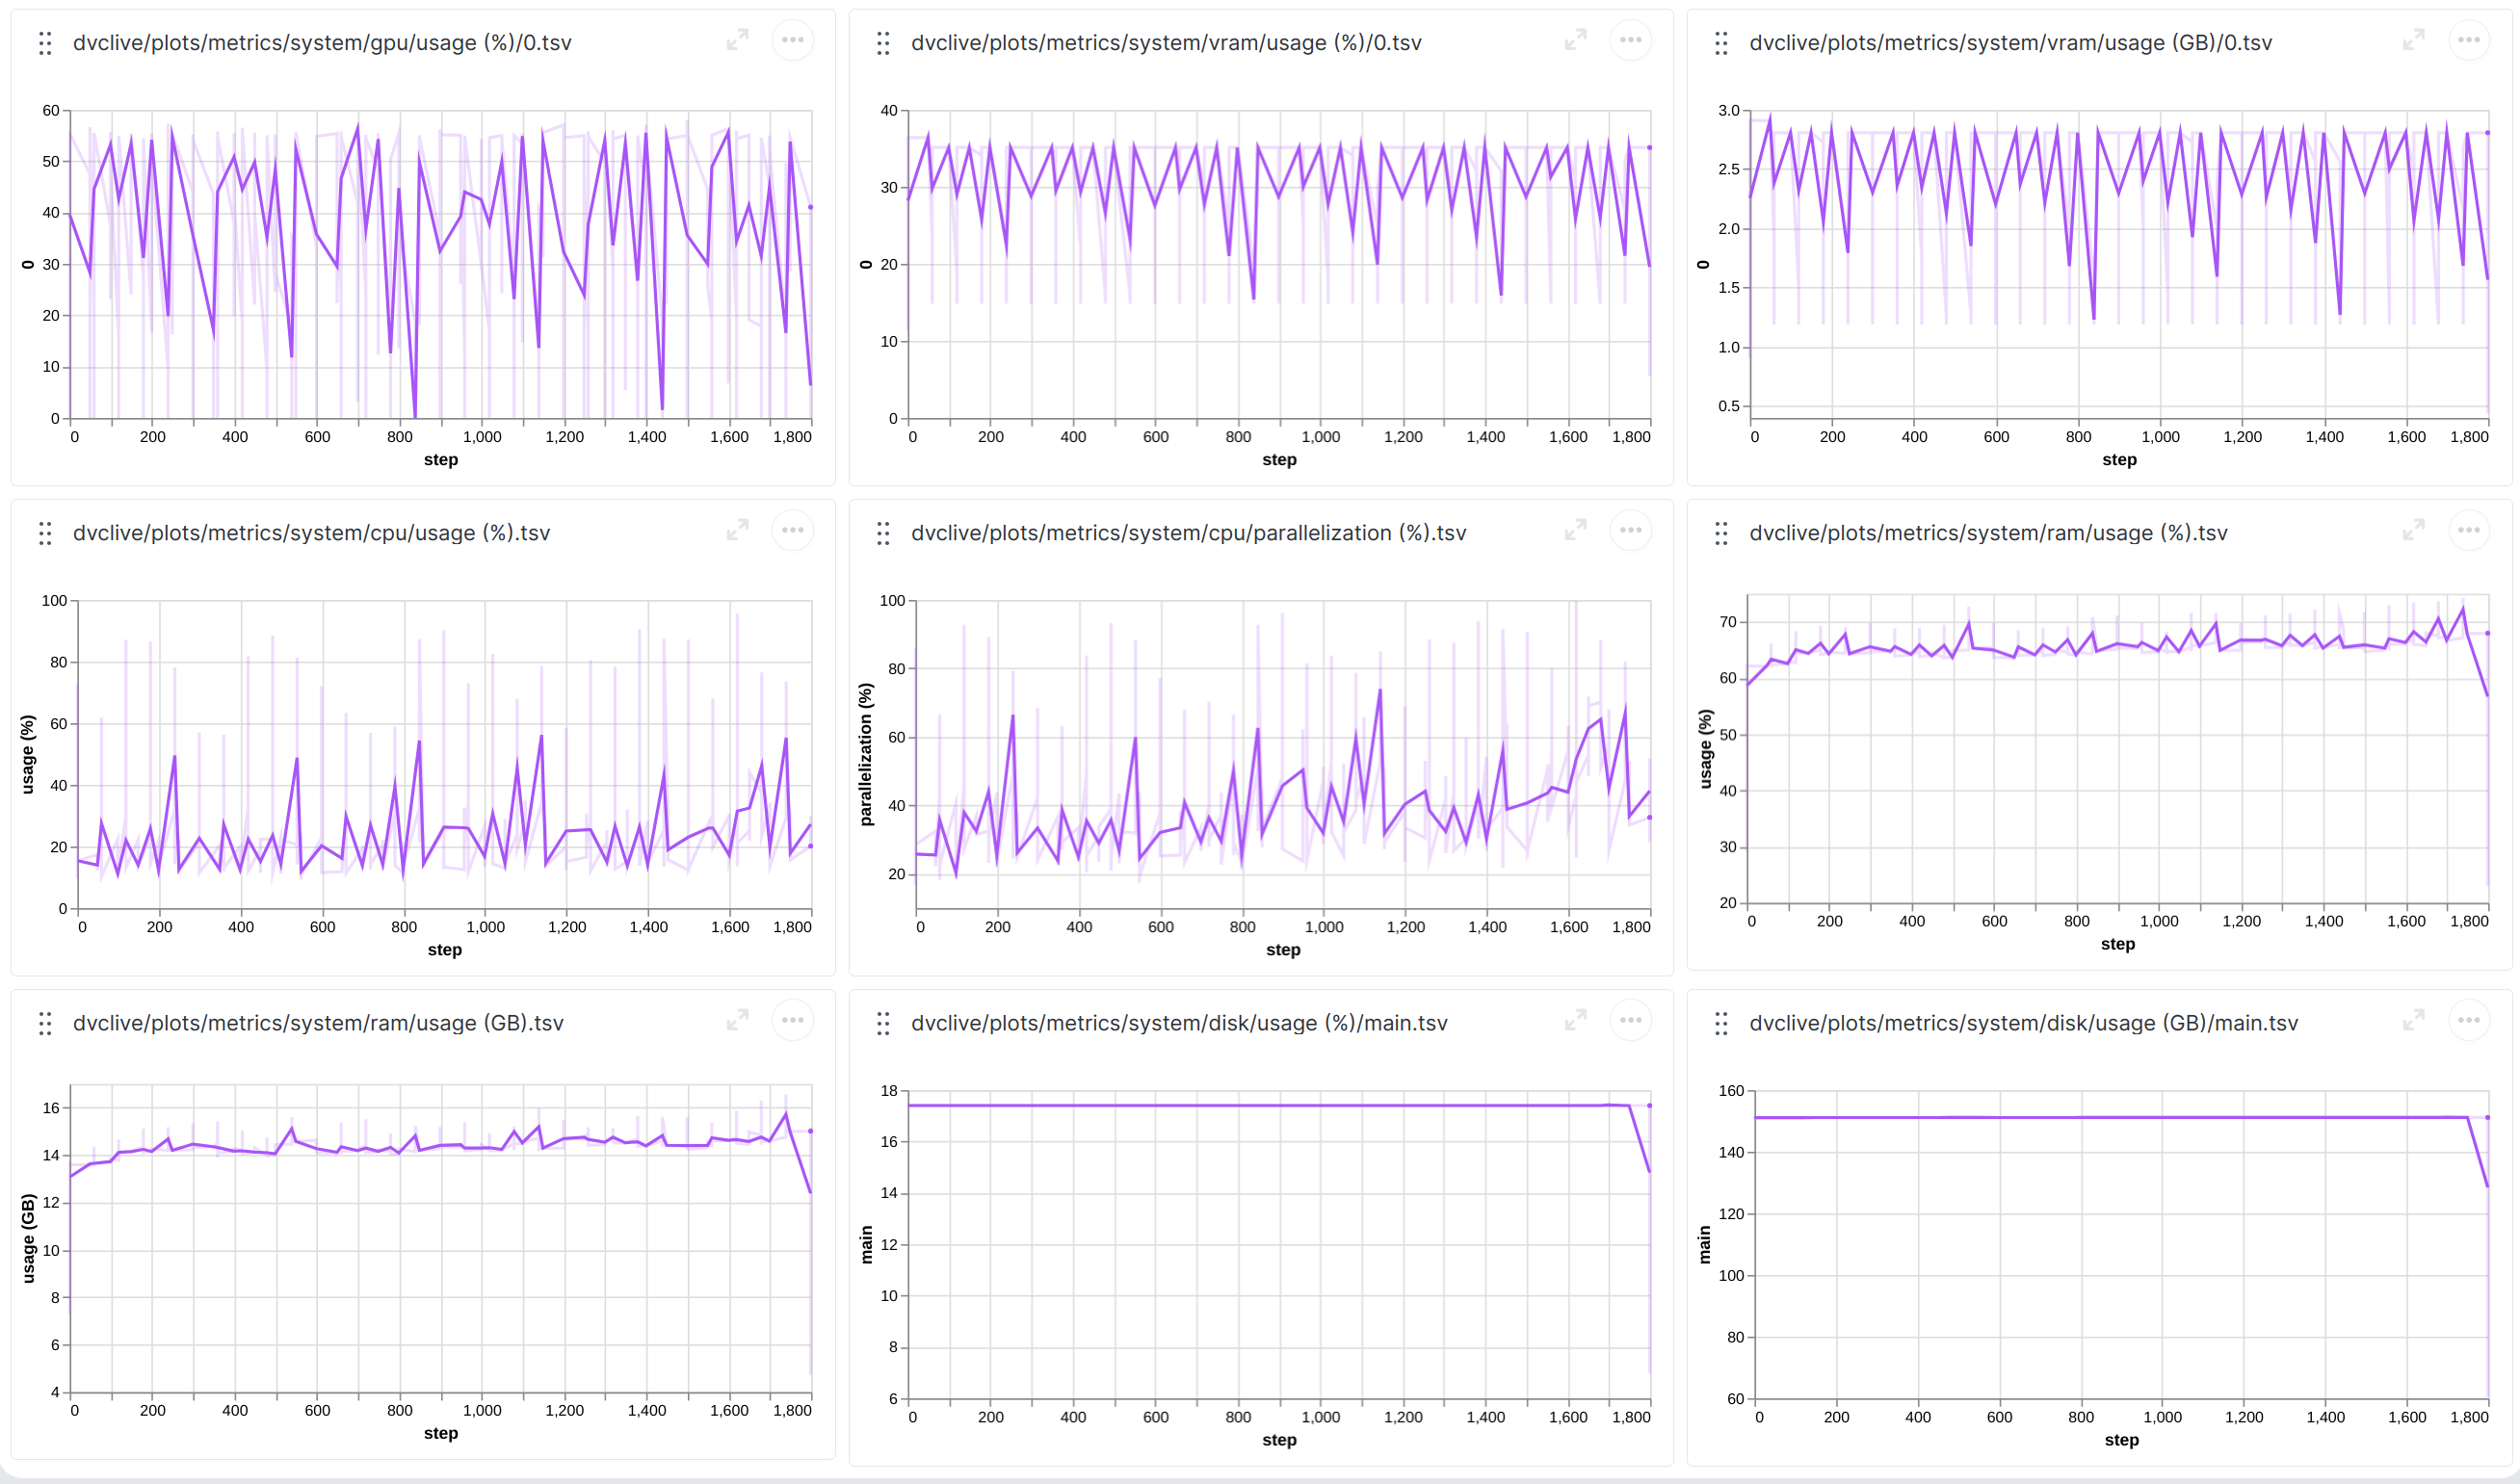 dvclive/plots/metrics/system/gpu/usage (%)/0.tsv
60
50
40
30
20
10
0
0
0 200 400 600 800 1,000 1,200 1,400 1,600 1,800
step
dvclive/plots/metrics/system/vram/usage (%)/0.tsv
40
30
20
10
0
0
0 200 400 600 800 1,000 1,200 1,400 1,600 1,800
step
dvclive/plots/metrics/system/vram/usage (GB)/0.tsv
3.0
2.5
2.0
1.5
1.0
0.5
0
0 200 400 600 800 1,000 1,200 1,400 1,600 1,800
step
dvclive/plots/metrics/system/cpu/usage (%).tsv
100
80
60
40
20
0
usage (%)
0 200 400 600 800 1,000 1,200 1,400 1,600 1,800
step
dvclive/plots/metrics/system/cpu/parallelization (%).tsv
100
80
60
40
20
parallelization (%)
0 200 400 600 800 1,000 1,200 1,400 1,600 1,800
step
dvclive/plots/metrics/system/ram/usage (%).tsv
70
60
50
40
30
20
usage (%)
0 200 400 600 800 1,000 1,200 1,400 1,600 1,800
step
dvclive/plots/metrics/system/ram/usage (GB).tsv
16
14
12
10
8
6
4
usage (GB)
0 200 400 600 800 1,000 1,200 1,400 1,600 1,800
step
dvclive/plots/metrics/system/disk/usage (%)/main.tsv
18
16
14
12
10
8
6
main
0 200 400 600 800 1,000 1,200 1,400 1,600 1,800
step
dvclive/plots/metrics/system/disk/usage (GB)/main.tsv
160
140
120
100
80
60
main
0 200 400 600 800 1,000 1,200 1,400 1,600 1,800
step